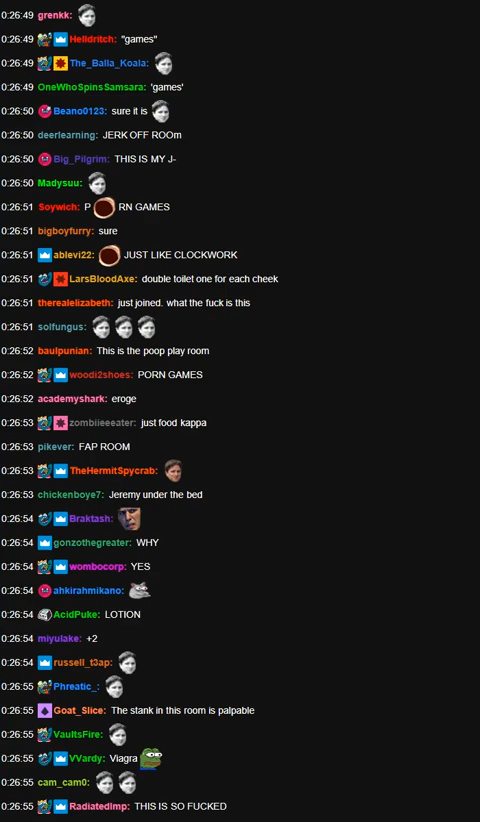 0:26:49 grenkk:
0:26:49 Helldritch: "games"
0:26:49 The_Balla_Koala:
0:26:49 OneWhoSpinsSamsara: 'games'
0:26:50 Beano0123: sure it is
0:26:50 deerlearning: JERK OFF ROOm
0:26:50 Big_Pilgrim: THIS IS MY J-
0:26:50 Madysuu:
0:26:51 Soywich: P RN GAMES
0:26:51 bigboyfurry: sure
0:26:51 ablevi22: JUST LIKE CLOCKWORK
0:26:51 LarsBloodAxe: double toilet one for each cheek
0:26:51 therealelizabeth: just joined. what the fuck is this
0:26:51 solfungus:
0:26:52 baulpunian: This is the poop play room
0:26:52 woodi2shoes: PORN GAMES
0:26:52 academyshark: eroge
0:26:53 zombiieeeater: just food kappa
0:26:53 pikever: FAP ROOM
0:26:53 TheHermitSpycrab:
0:26:53 chickenboye7: Jeremy under the bed
0:26:54 Braktash:
0:26:54 gonzothegreater: WHY
0:26:54 wombocorp: YES
0:26:54 ahkirahmikano:
0:26:54 AcidPuke: LOTION
0:26:54 miyulake: +2
0:26:54 russell_t3ap:
0:26:55 Phreatic_:
0:26:55 Goat_Slice: The stank in this room is palpable
0:26:55 VaultsFire:
0:26:55 VVardy: Viagra
0:26:55 cam_cam0:
0:26:55 RadiatedImp: THIS IS SO FUCKED